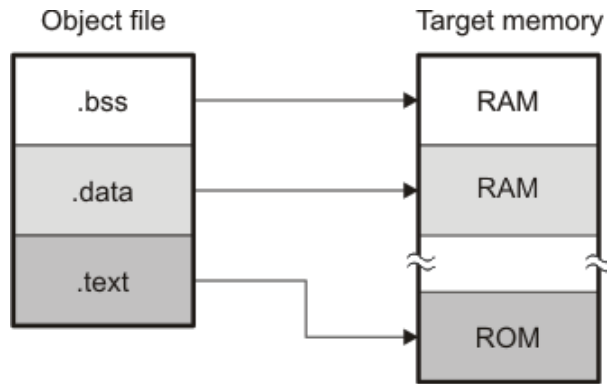 Object file
Target memory
.bss
RAM
.data
RAM
.text
ROM